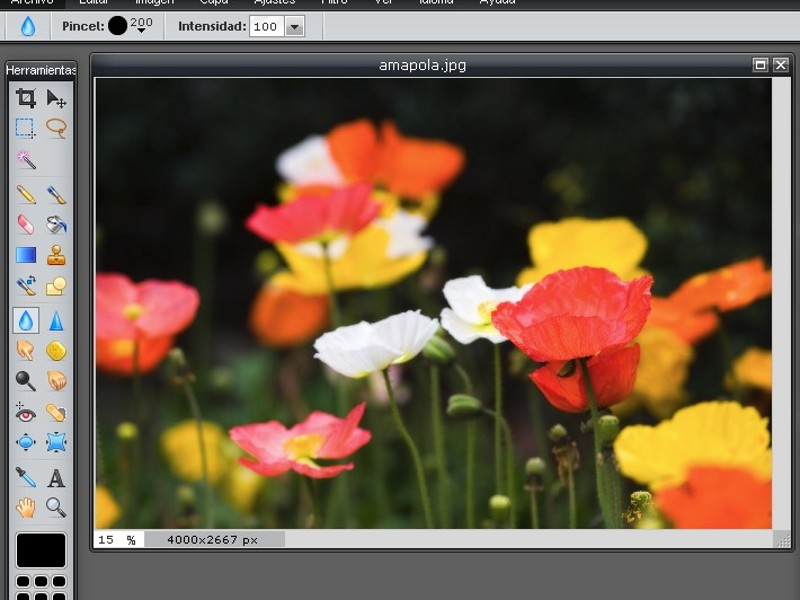 Archivo Editar Imagen Capa Ajustes Filtro Ver Idioma Ayuda
Pincel: 200 Intensidad: 100
Herramientas
amapola.jpg
A
15 % 4000x2667 px